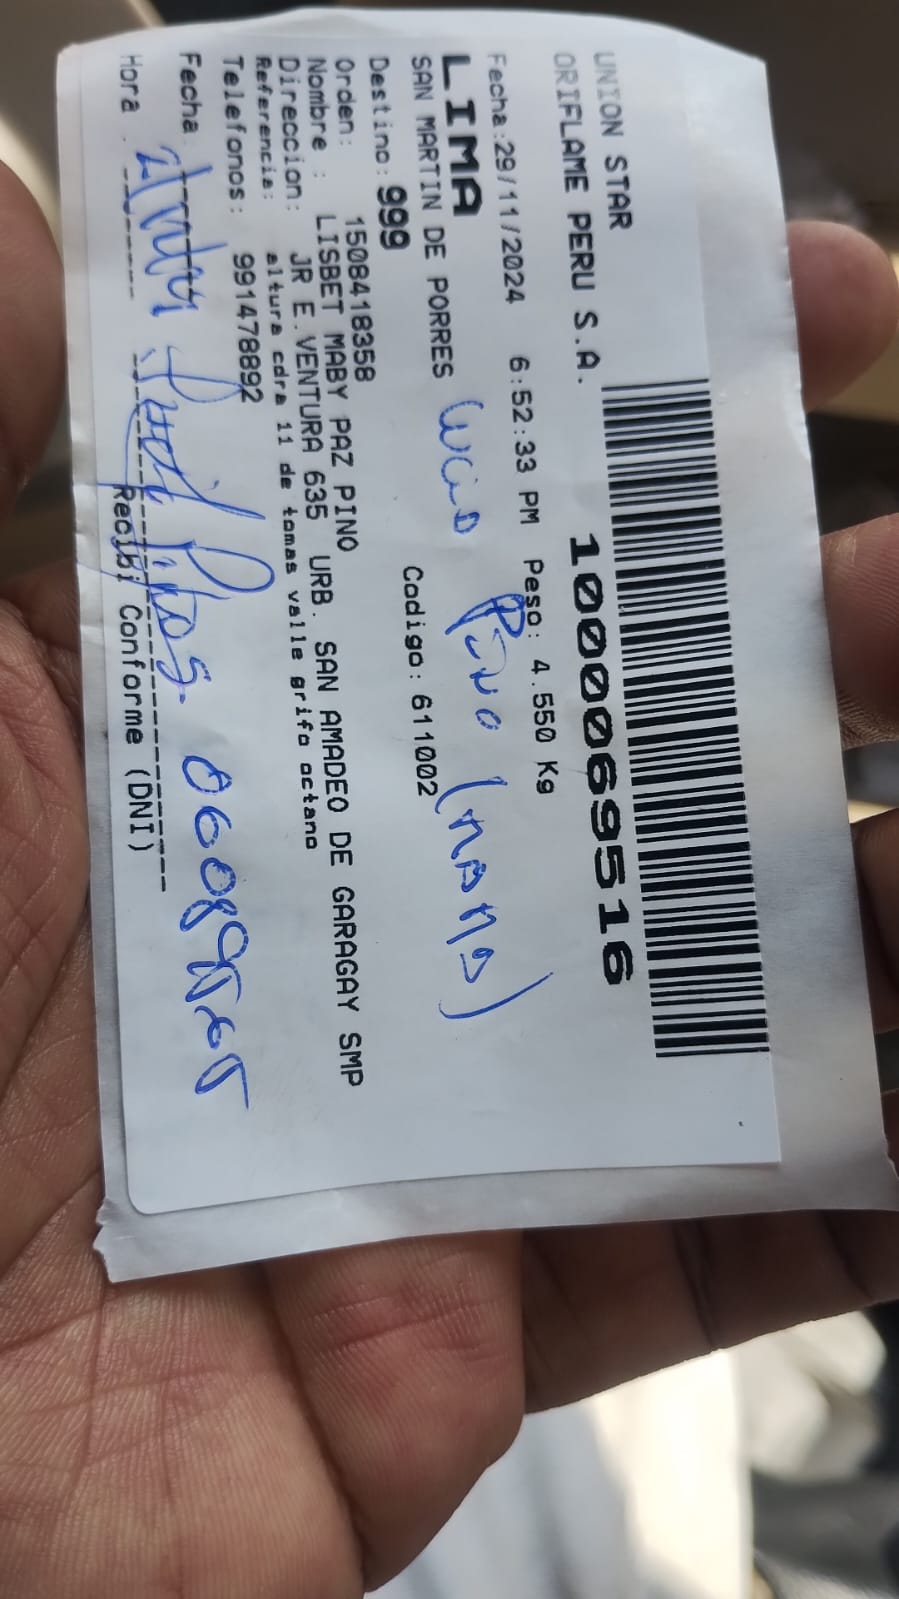 UNION STAR
ORIFLAME PERU S.A.
1000069516
Fecha:29/11/2024 6:52:33 PM Peso: 4.550 Kg
LIMA
Pino (mama)
SAN MARTIN DE PORRES
Destino: 999 Codigo: 611002
Orden: 1508418358
Nombre : LISBET MABY PAZ PINO
Direccion: JR E.VENTURA 635 URB. SAN AMADEO DE GARAGAY SMP
Referencia: altura cdra 11 de tomas valle grifo octano
Telefonos: 991478892
Fecha
Hora
Recibi Conforme (DNI)